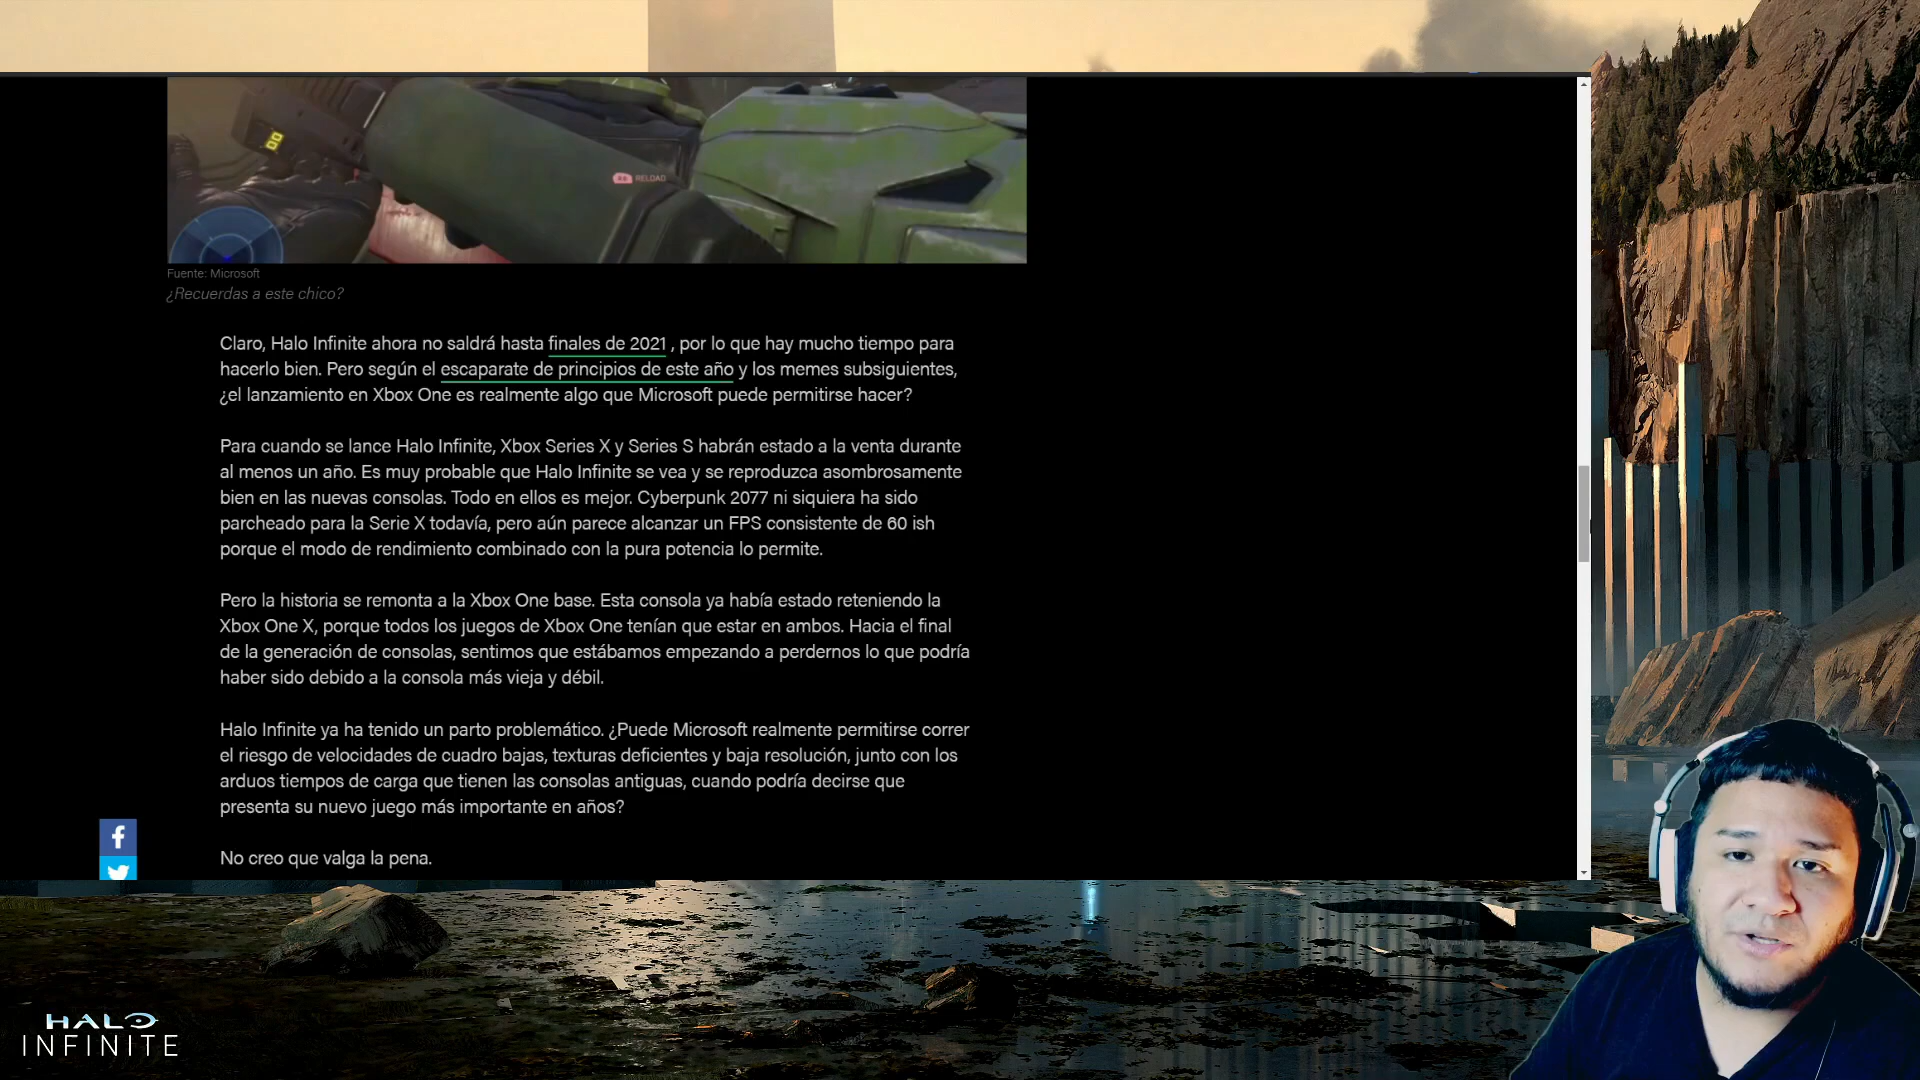 RELOAD
Fuente: Microsoft
¿Recuerdas a este chico?
Claro, Halo Infinite ahora no saldrá hasta finales de 2021 , por lo que hay mucho tiempo para
hacerlo bien. Pero según el escaparate de principios de este año y los memes subsiguientes,
¿el lanzamiento en Xbox One es realmente algo que Microsoft puede permitirse hacer?
Para cuando se lance Halo Infinite, Xbox Series X y Series S habrán estado a la venta durante
al menos un año. Es muy probable que Halo Infinite se vea y se reproduzca asombrosamente
bien en las nuevas consolas. Todo en ellos es mejor. Cyberpunk 2077 ni siquiera ha sido
parcheado para la Serie X todavía, pero aún parece alcanzar un FPS consistente de 60 ish
porque el modo de rendimiento combinado con la pura potencia lo permite.
Pero la historia se remonta a la Xbox One base. Esta consola ya había estado reteniendo la
Xbox One X, porque todos los juegos de Xbox One tenían que estar en ambos. Hacia el final
de la generación de consolas, sentimos que estábamos empezando a perdernos lo que podría
haber sido debido a la consola más vieja y débil.
Halo Infinite ya ha tenido un parto problemático. ¿Puede Microsoft realmente permitirse correr
el riesgo de velocidades de cuadro bajas, texturas deficientes y baja resolución, junto con los
arduos tiempos de carga que tienen las consolas antiguas, cuando podría decirse que
presenta su nuevo juego más importante en años?
No creo que valga la pena.
HALO
INFINITE